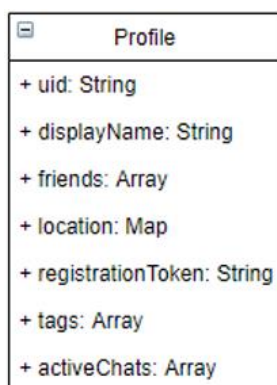 Profile
+ uid: String
+ displayName: String
+ friends: Array
+ location: Map
+ registrationToken: String
+ tags: Array
+ activeChats: Array